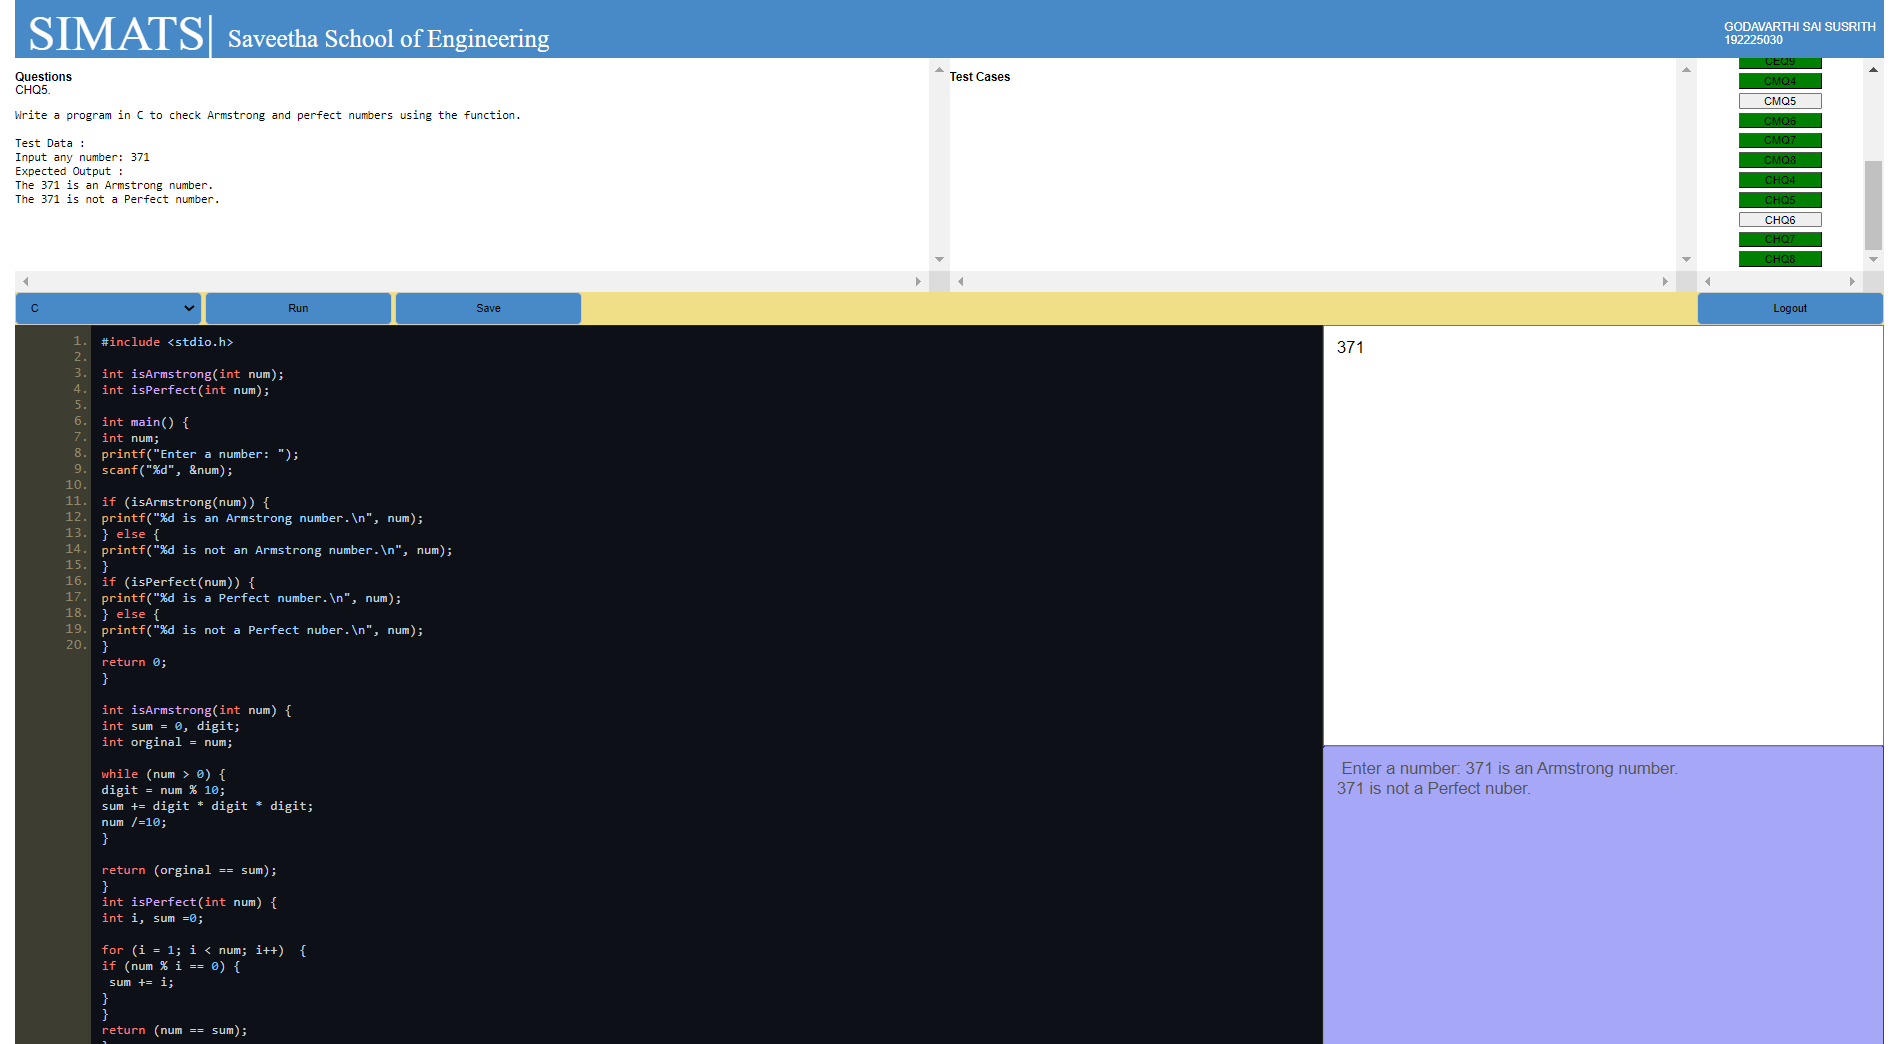 SIMATS
Saveetha School of Engineering
GODAVARTHI SAI SUSRITH
192225030
Questions
CHQ5.
Write a program in C to check Armstrong and perfect numbers using the function.
Test Data :
Input any number: 371
Expected Output :
The 371 is an Armstrong number.
The 371 is not a Perfect number.
Test Cases
CEQ9
CMQ4
CMQ5
CMQ6
CMQ7
CMQ8
CHQ4
CHQ5
CHQ6
CHQ7
CHQ8
C
Run
Save
Logout
1. #include <stdio.h>
2.
3. int isArmstrong(int num);
4. int isPerfect(int num);
5.
6. int main() {
7. int num;
8. printf("Enter a number: ");
9. scanf("%d", &num);
10.
11. if (isArmstrong(num)) {
12. printf("%d is an Armstrong number.\n", num);
13. } else {
14. printf("%d is not an Armstrong number.\n", num);
15. }
16. if (isPerfect(num)) {
17. printf("%d is a Perfect number.\n", num);
18. } else {
19. printf("%d is not a Perfect nuber.\n", num);
20. }
return 0;
}
int isArmstrong(int num) {
int sum = 0, digit;
int orginal = num;
while (num > 0) {
digit = num % 10;
sum += digit * digit * digit;
num /=10;
}
return (orginal == sum);
}
int isPerfect(int num) {
int i, sum =0;
for (i = 1; i < num; i++)  {
if (num % i == 0) {
sum += i;
}
}
return (num == sum);
371
Enter a number: 371 is an Armstrong number.
371 is not a Perfect nuber.